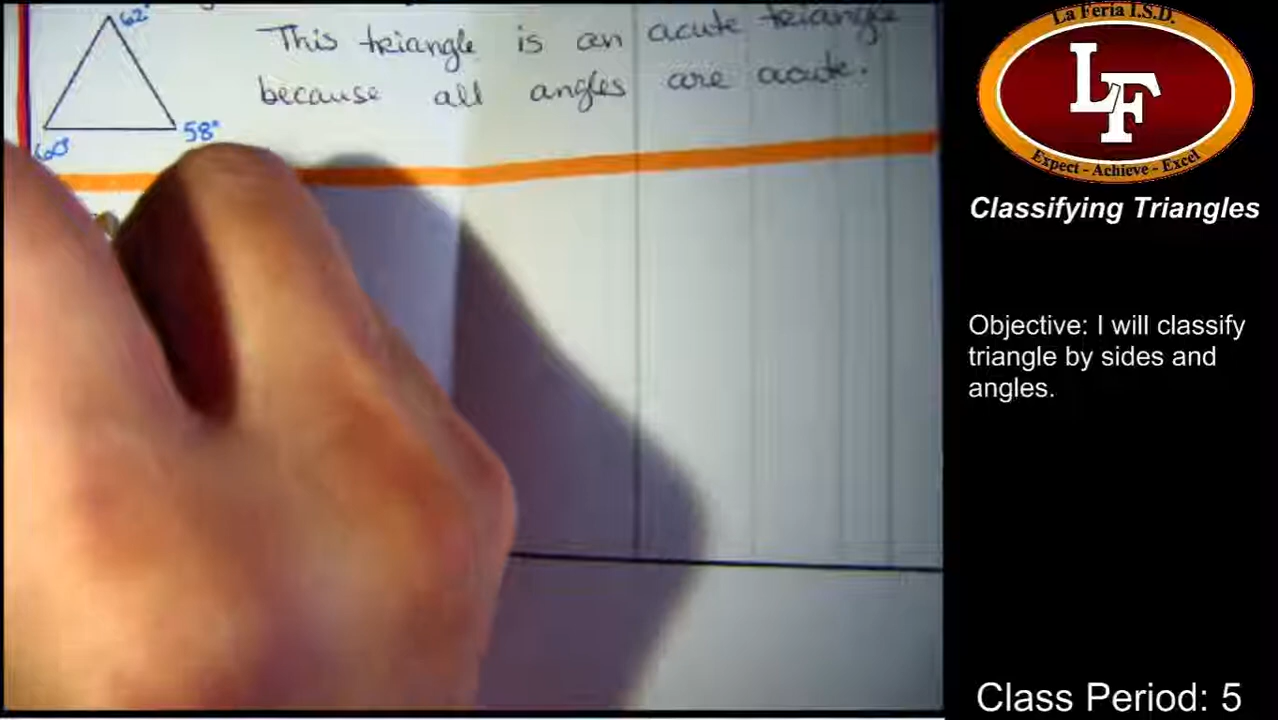 62°
This triangle is an acute triangle
because all angles are acute.
58°
60°
La Feria I.S.D.
LF
Expect - Achieve - Excel
Classifying Triangles
Objective: I will classify
triangle by sides and
angles.
Class Period: 5